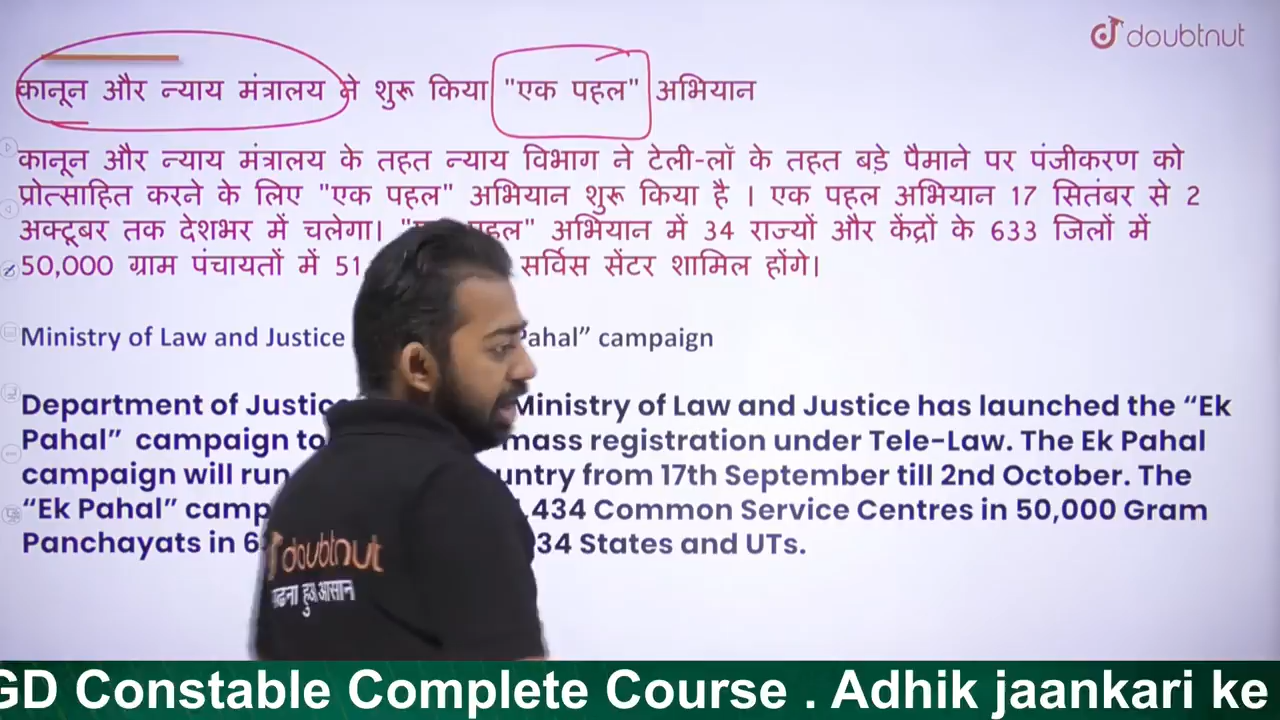 doubtnut
कानून और न्याय मंत्रालय ने शुरू किया "एक पहल" अभियान
कानून और न्याय मंत्रालय के तहत न्याय विभाग ने टेली-लॉ के तहत बड़े पैमाने पर पंजीकरण को
प्रोत्साहित करने के लिए "एक पहल" अभियान शुरू किया है । एक पहल अभियान 17 सितंबर से 2
अक्टूबर तक देशभर में चलेगा। पहल" अभियान में 34 राज्यों और केंद्रों के 633 जिलों में
50,000 ग्राम पंचायतों में 51, सर्विस सेंटर शामिल होंगे।
Ministry of Law and Justice Pahal” campaign
Department of Justice Ministry of Law and Justice has launched the “Ek
Pahal” campaign to mass registration under Tele-Law. The Ek Pahal
campaign will run from 17th September till 2nd October. The
“Ek Pahal” 434 Common Service Centres in 50,000 Gram
Panchayats in 34 States and UTs.
doubtnut
पढना हुआ आसान
GD Constable Complete Course . Adhik jaankari ke